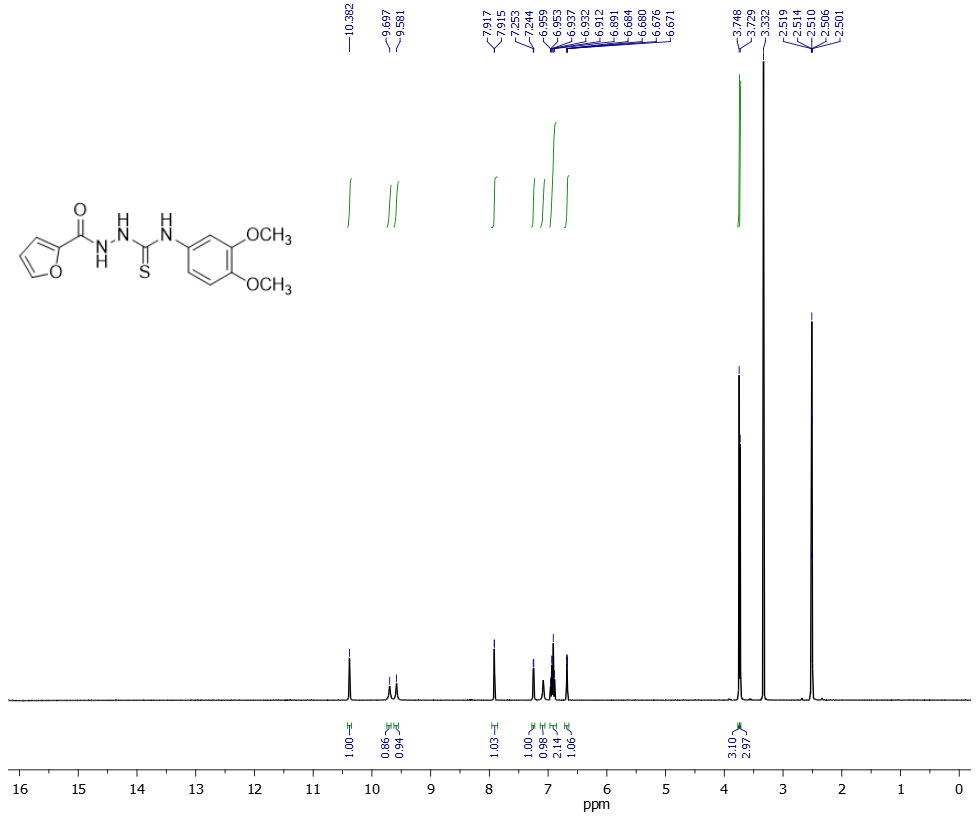 10.382
9.697
9.581
7.917
7.915
7.253
7.244
6.959
6.953
6.937
6.932
6.912
6.891
6.684
6.680
6.676
6.671
3.748
3.729
3.332
2.519
2.514
2.510
2.506
2.501
O
H
H
N
N
OCH3
N
H
O
S
OCH3
1.00
0.86
0.94
1.03
1.00
0.98
2.14
1.06
3.10
2.97
16 15 14 13 12 11 10 9 8 7 6 5 4 3 2 1 0
ppm